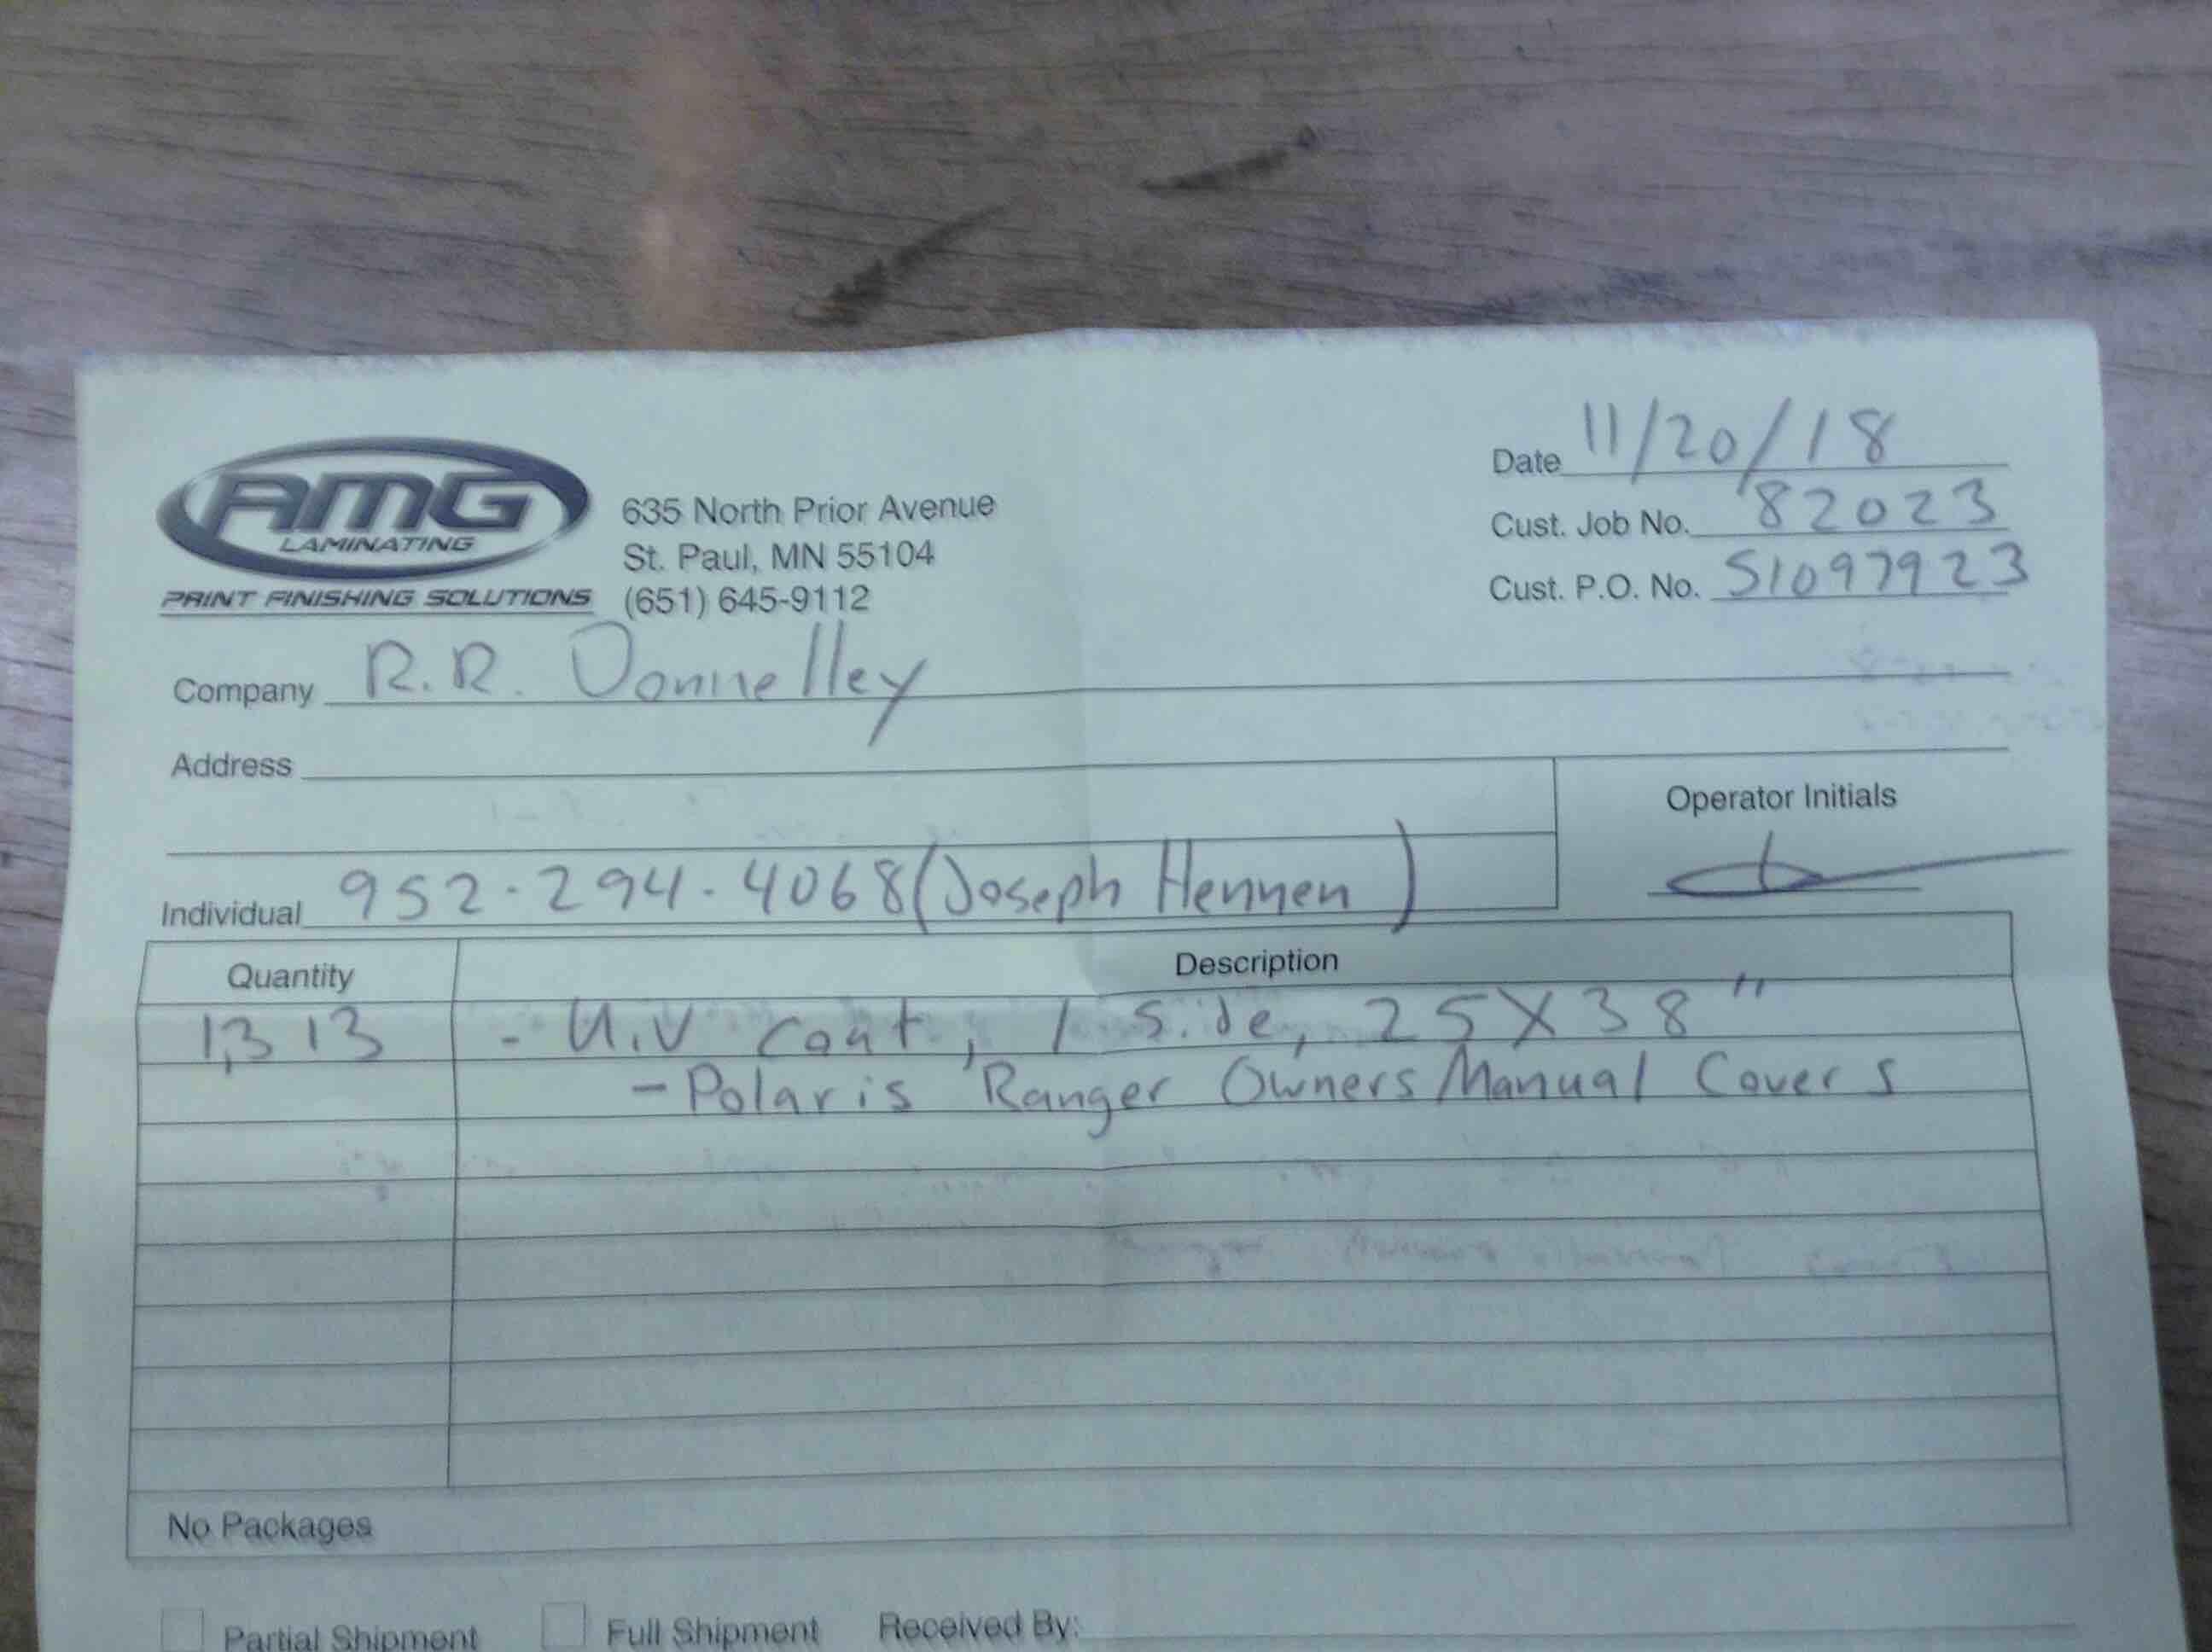 AMG
LAMINATING
PRINT FINISHING SOLUTIONS
635 North Prior Avenue
St. Paul, MN 55104
(651) 645-9112
Date 11/20/18
Cust. Job No. 82023
Cust. P.O. No. S1097923
Company R.R. Donnelley
Address
Operator Initials
Individual 952-294-4068 (Joseph Hennen)
Quantity Description
1,313 - U.V coat, 1 side, 25X38"
- Polaris Ranger Owners Manual Covers
No Packages
Partial Shipment Full Shipment Received By: